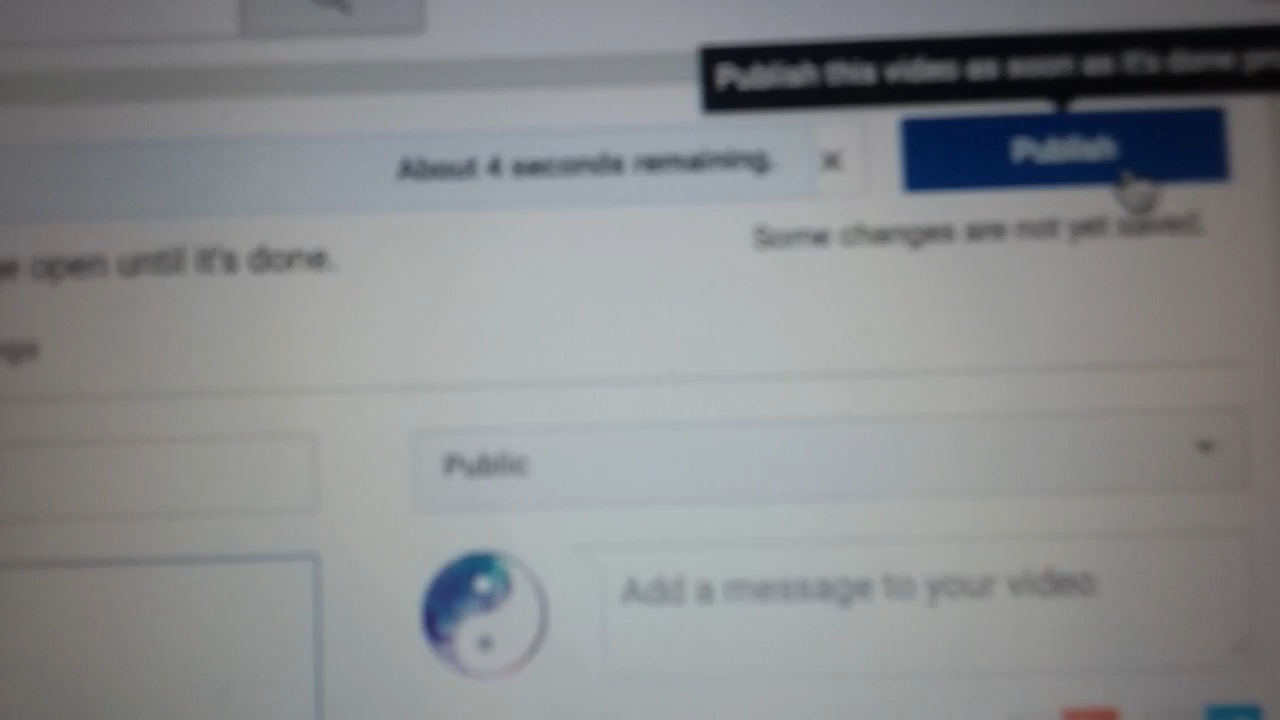 Publish this video as soon as it's done
About 4 seconds remaining.
Publish
Some changes are not yet saved.
open until it's done.
Public
Add a message to your video